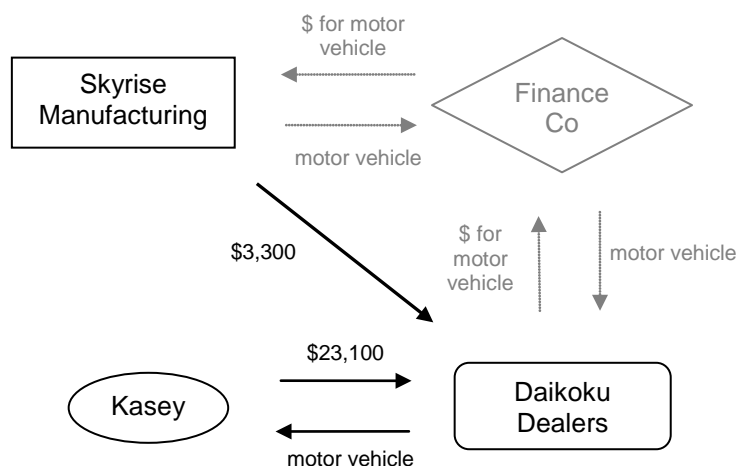 $ for motor
vehicle
Skyrise
Manufacturing
Finance
Co
motor vehicle
$3,300
$ for
motor
vehicle
motor vehicle
$23,100
Kasey
Daikoku
Dealers
motor vehicle